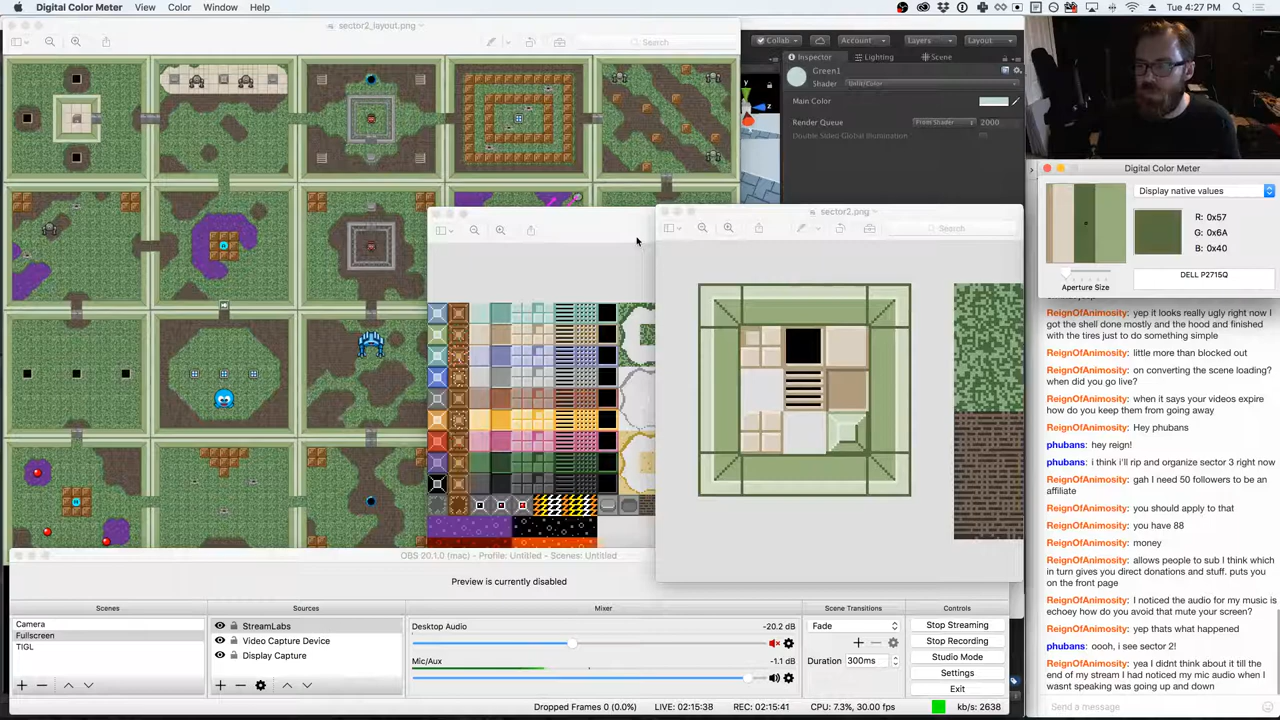 Digital Color Meter View Color Window Help
Tue 4:27 PM
sector2_layout.png
Search
Collab
Account
Layers
Layout
Inspector
Lighting
Scene
Green1
Shader
Unlit/Color
Main Color
Render Queue
From Shader
2000
Double Sided Global Illumination
y
z
Digital Color Meter
Display native values
R: 0x57
G: 0x6A
B: 0x40
DELL P2715Q
Aperture Size
sector2.png
Search
ReignOfAnimosity: yep it looks really ugly right now I
got the shell done mostly and the hood and finished
with the tires just to do something simple
ReignOfAnimosity: little more than blocked out
ReignOfAnimosity: on converting the scene loading?
when did you go live?
ReignOfAnimosity: when it says your videos expire
how do you keep them from going away
ReignOfAnimosity: Hey phubans
phubans: hey reign!
phubans: i think i'll rip and organize sector 3 right now
ReignOfAnimosity: gah I need 50 followers to be an
affiliate
ReignOfAnimosity: you should apply to that
ReignOfAnimosity: you have 88
ReignOfAnimosity: money
ReignOfAnimosity: allows people to sub I think which
in turn gives you direct donations and stuff. puts you
on the front page
ReignOfAnimosity: I noticed the audio for my music is
echoey how do you avoid that mute your screen?
ReignOfAnimosity: yep thats what happened
phubans: oooh, i see sector 2!
ReignOfAnimosity: yea I didnt think about it till the
end of my stream I had noticed my mic audio when I
wasnt speaking was going up and down
Send a message
OBS 20.1.0 (mac) - Profile: Untitled - Scenes: Untitled
Preview is currently disabled
Scenes
Sources
Mixer
Scene Transitions
Controls
Camera
Fullscreen
TIGL
StreamLabs
Video Capture Device
Display Capture
Desktop Audio
-20.2 dB
Mic/Aux
-1.1 dB
Fade
Duration
300ms
Stop Streaming
Stop Recording
Studio Mode
Settings
Exit
Dropped Frames 0 (0.0%)
LIVE: 02:15:38
REC: 02:15:41
CPU: 7.3%, 30.00 fps
kb/s: 2638